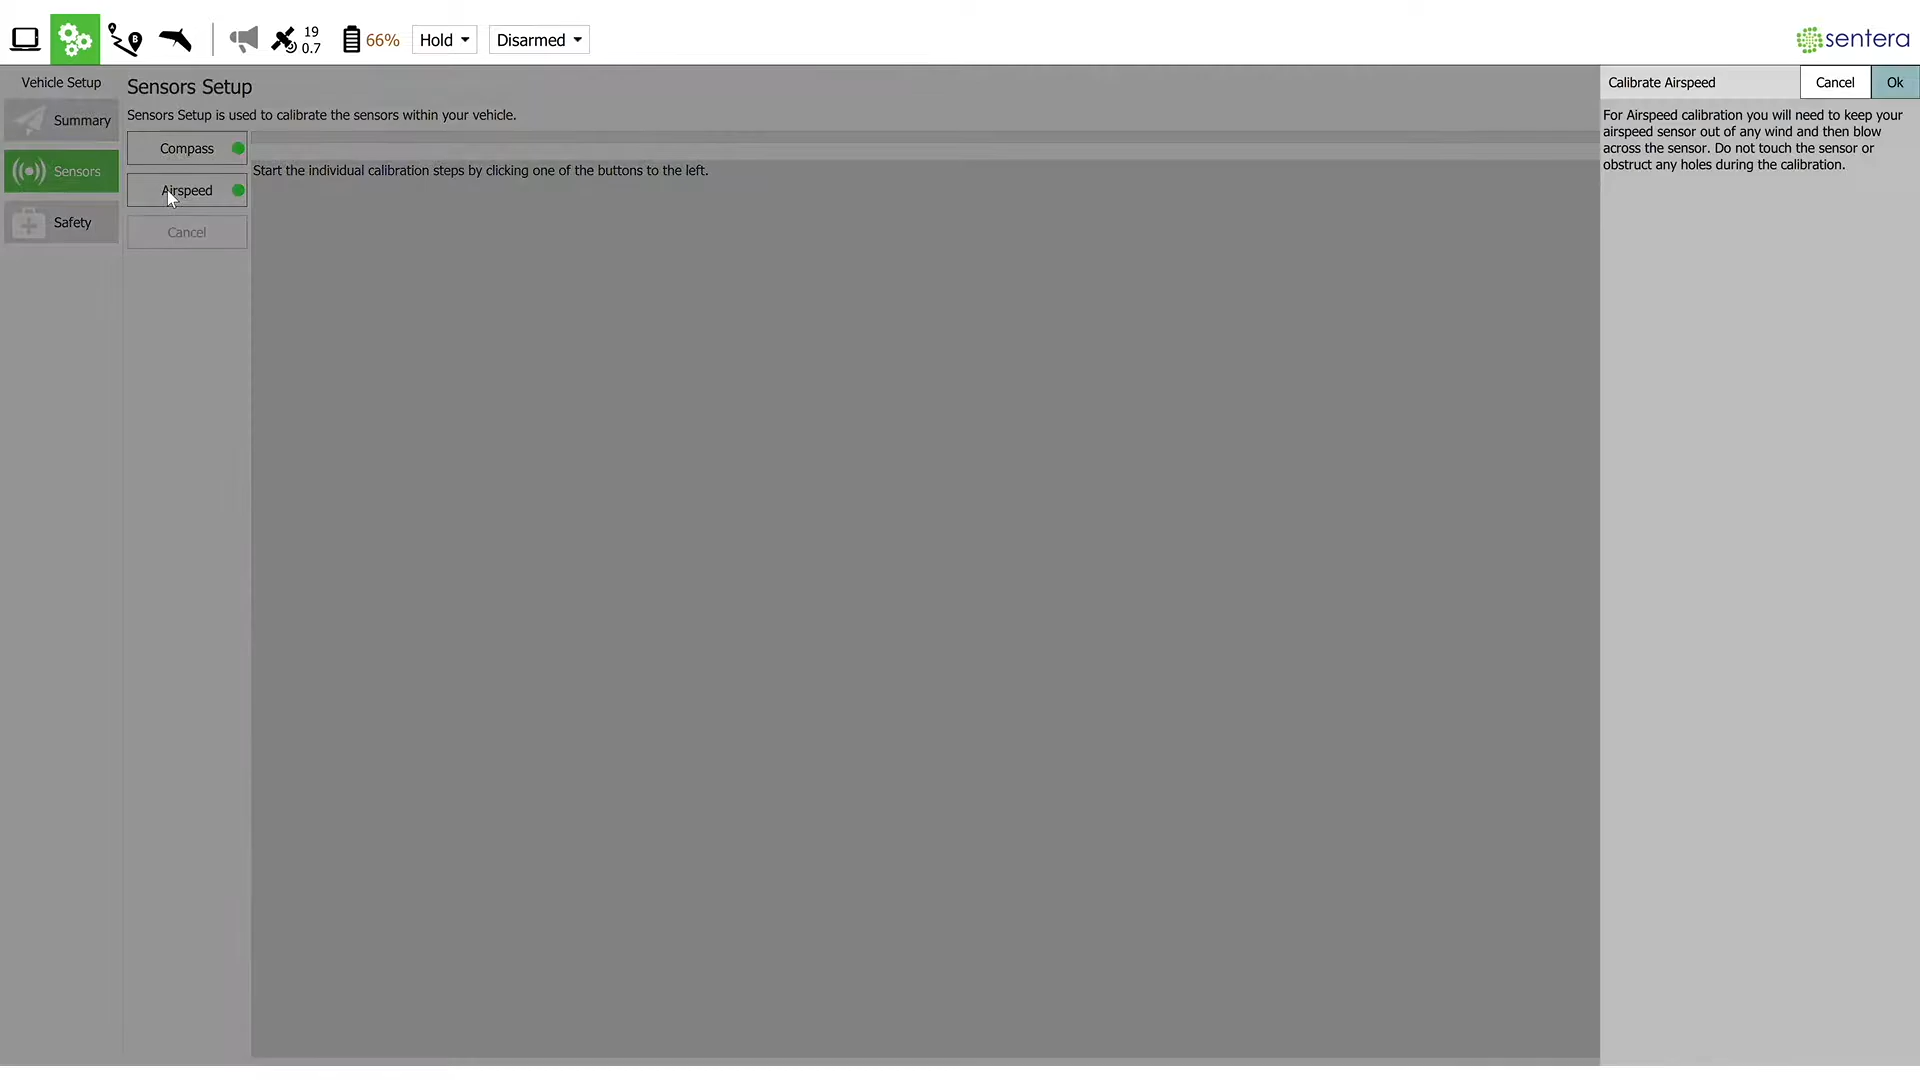 19
0.7
66%
Hold
Disarmed
sentera
Vehicle Setup
Summary
Sensors
Safety
Sensors Setup
Sensors Setup is used to calibrate the sensors within your vehicle.
Compass
Airspeed
Cancel
Start the individual calibration steps by clicking one of the buttons to the left.
Calibrate Airspeed
Cancel
Ok
For Airspeed calibration you will need to keep your
airspeed sensor out of any wind and then blow
across the sensor. Do not touch the sensor or
obstruct any holes during the calibration.